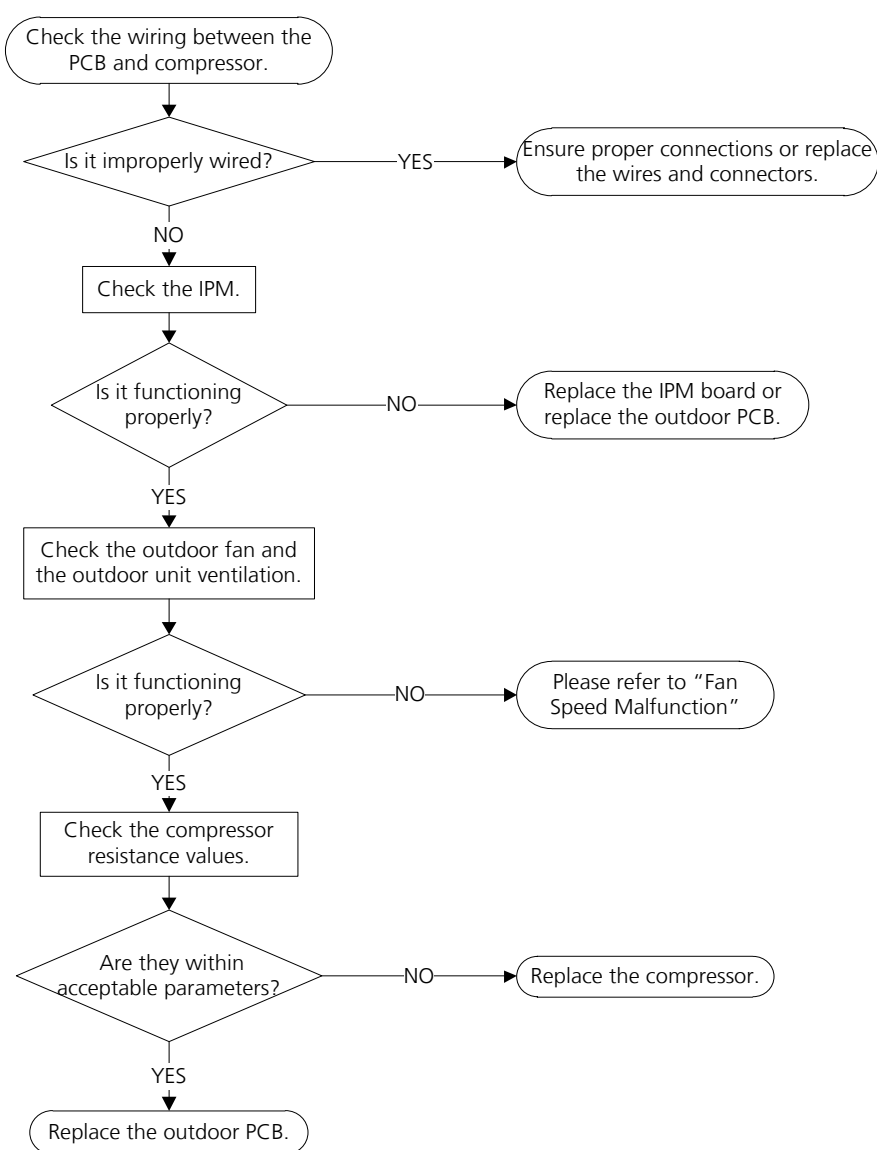 Check the wiring between the
PCB and compressor.
Is it improperly wired?
YES
Ensure proper connections or replace
the wires and connectors.
NO
Check the IPM.
Is it functioning
properly?
NO
Replace the IPM board or
replace the outdoor PCB.
YES
Check the outdoor fan and
the outdoor unit ventilation.
Is it functioning
properly?
NO
Please refer to “Fan
Speed Malfunction”
YES
Check the compressor
resistance values.
Are they within
acceptable parameters?
NO
Replace the compressor.
YES
Replace the outdoor PCB.